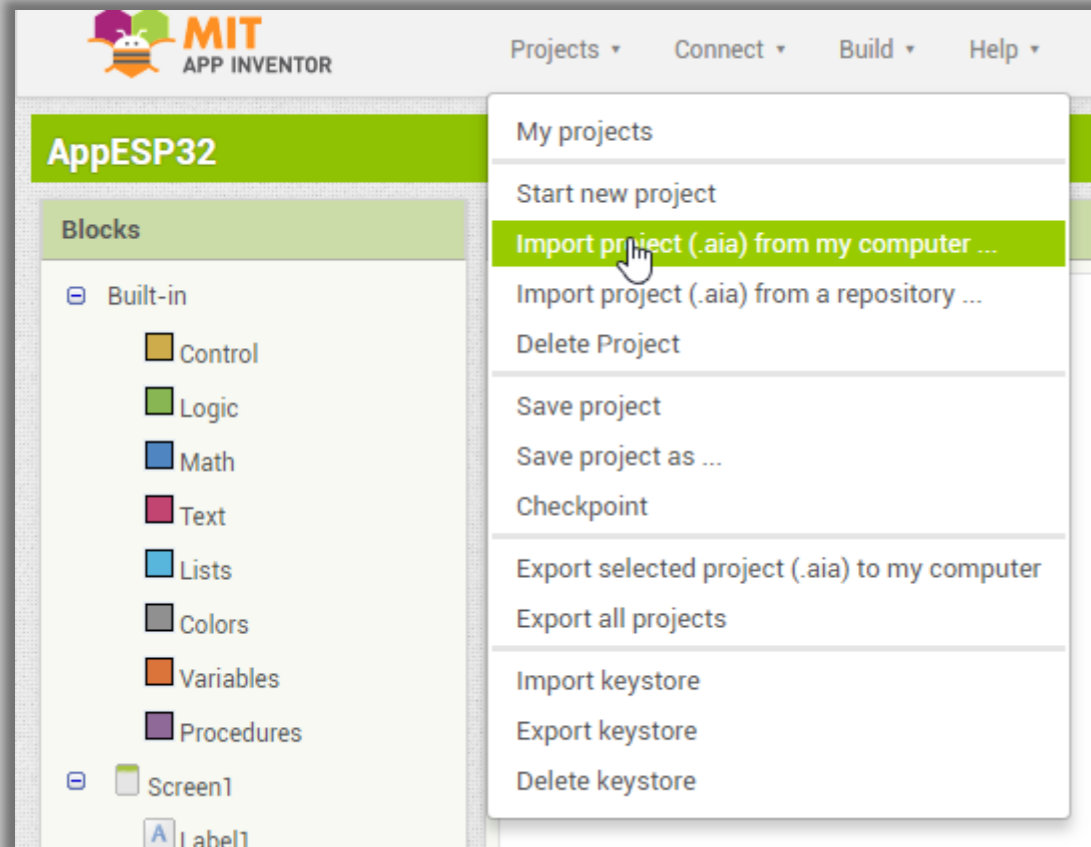 MIT
APP INVENTOR
Projects
Connect
Build
Help
AppESP32
My projects
Start new project
Import project (.aia) from my computer ...
Import project (.aia) from a repository ...
Delete Project
Save project
Save project as ...
Checkpoint
Export selected project (.aia) to my computer
Export all projects
Import keystore
Export keystore
Delete keystore
Blocks
Built-in
Control
Logic
Math
Text
Lists
Colors
Variables
Procedures
Screen1
A Label1